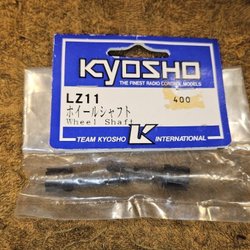 KYOSHO
THE FINEST RADIO CONTROL MODELS
LZ11
400
ホイールシャフト
Wheel Shaft
TEAM KYOSHO K INTERNATIONAL